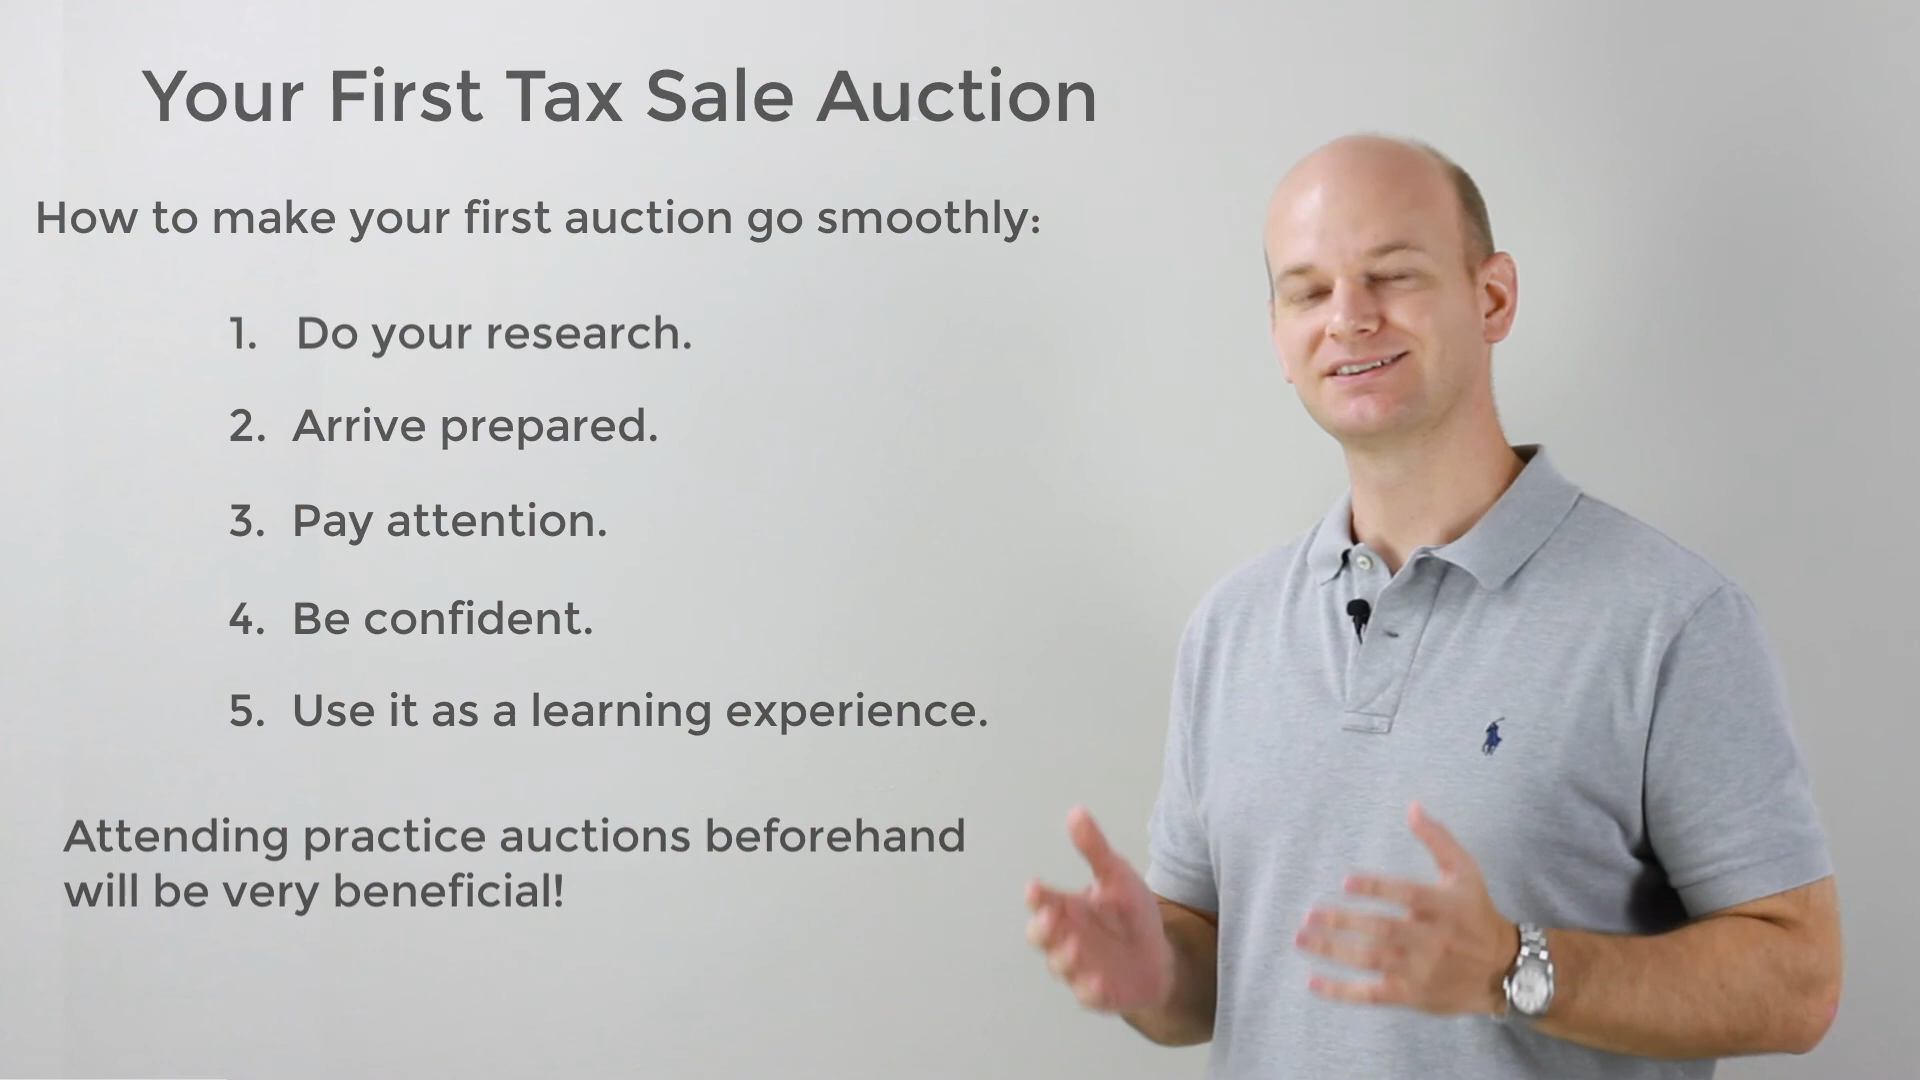 Your First Tax Sale Auction
How to make your first auction go smoothly:
1. Do your research.
2. Arrive prepared.
3. Pay attention.
4. Be confident.
5. Use it as a learning experience.
Attending practice auctions beforehand
will be very beneficial!